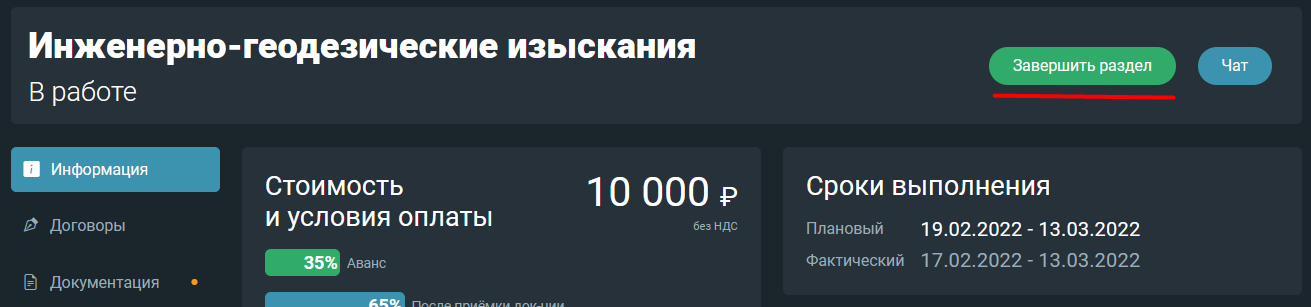 Инженерно-геодезические изыскания
В работе
Завершить раздел
Чат
Информация
Договоры
Документация
Стоимость
и условия оплаты
10 000 ₽
без НДС
35% Аванс
65% После приёмки док-ции
Сроки выполнения
Плановый 19.02.2022 - 13.03.2022
Фактический 17.02.2022 - 13.03.2022